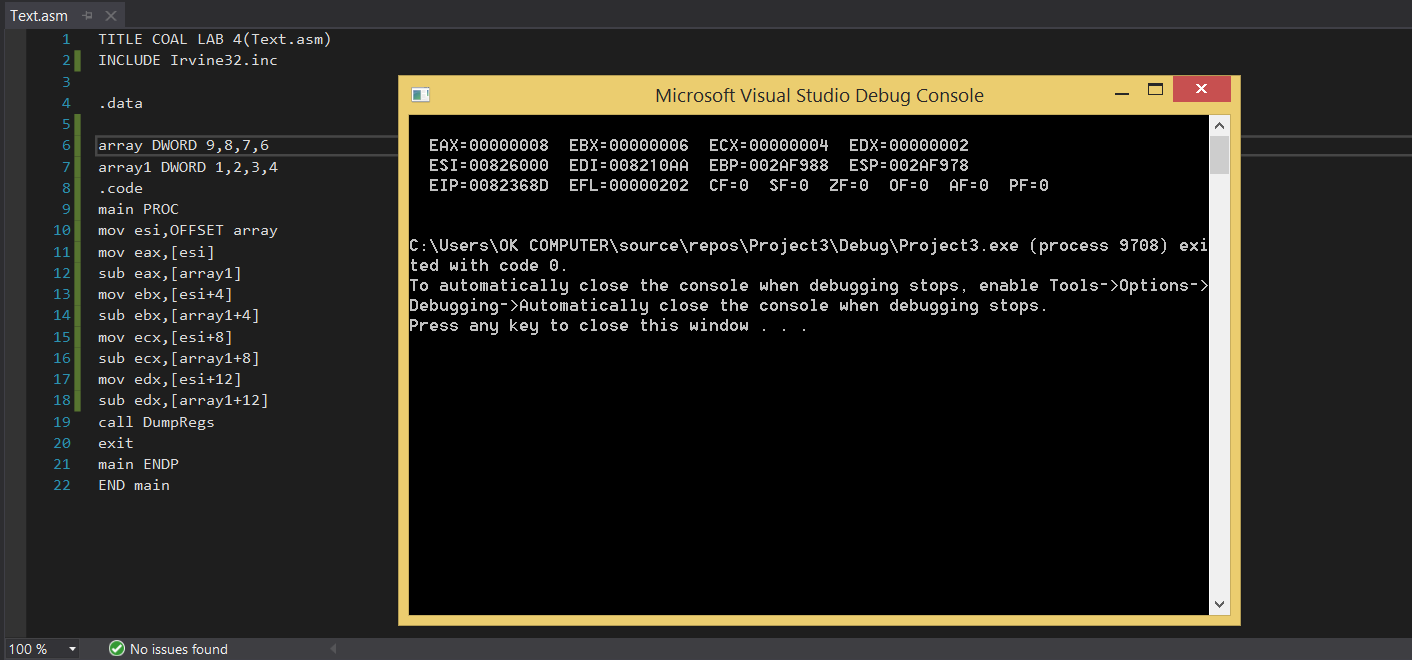 Text.asm
1 TITLE COAL LAB 4(Text.asm)
2 INCLUDE Irvine32.inc
3
4 .data
5
6 array DWORD 9,8,7,6
7 array1 DWORD 1,2,3,4
8 .code
9 main PROC
10 mov esi,OFFSET array
11 mov eax,[esi]
12 sub eax,[array1]
13 mov ebx,[esi+4]
14 sub ebx,[array1+4]
15 mov ecx,[esi+8]
16 sub ecx,[array1+8]
17 mov edx,[esi+12]
18 sub edx,[array1+12]
19 call DumpRegs
20 exit
21 main ENDP
22 END main
Microsoft Visual Studio Debug Console
EAX=00000008 EBX=00000006 ECX=00000004 EDX=00000002
ESI=00826000 EDI=008210AA EBP=002AF988 ESP=002AF978
EIP=0082368D EFL=00000202 CF=0 SF=0 ZF=0 OF=0 AF=0 PF=0
C:\Users\OK COMPUTER\source\repos\Project3\Debug\Project3.exe (process 9708) exi
ted with code 0.
To automatically close the console when debugging stops, enable Tools->Options->
Debugging->Automatically close the console when debugging stops.
Press any key to close this window . . .
100 % No issues found